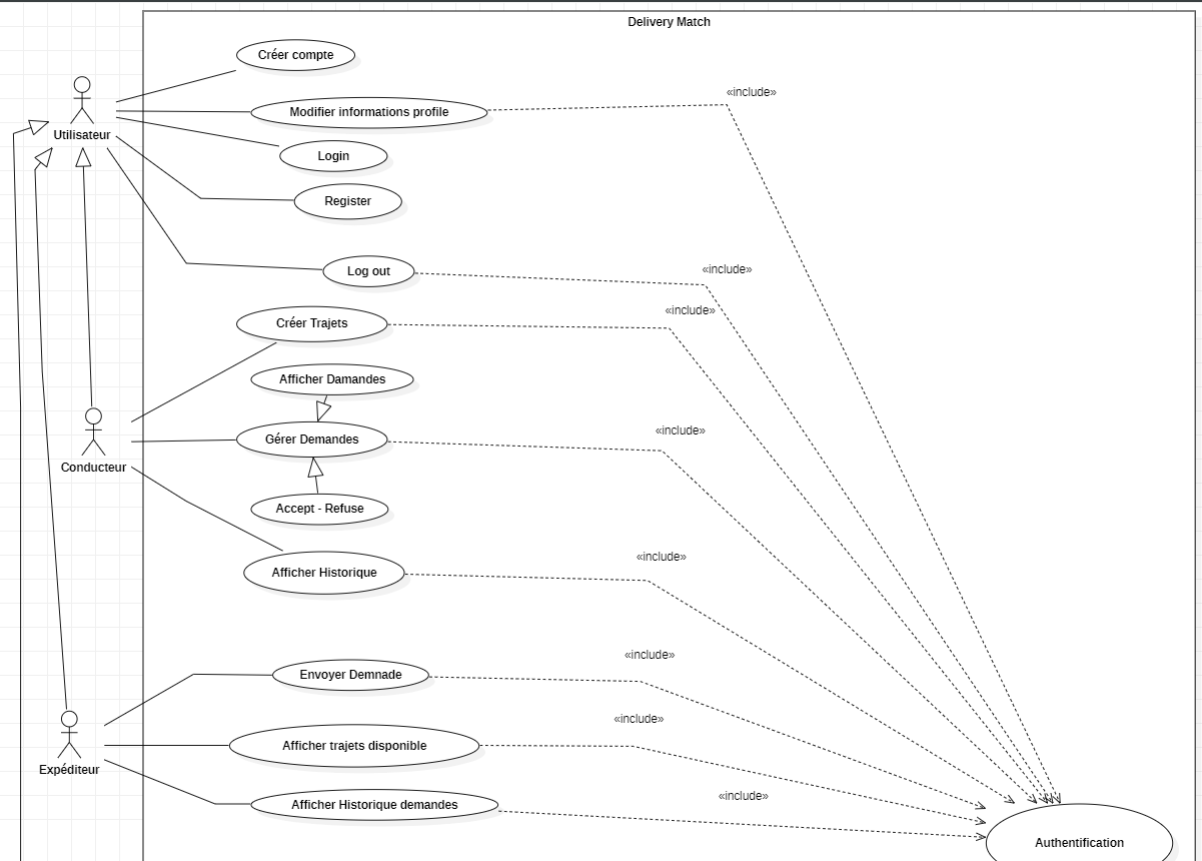 Delivery Match
Créer compte
«include»
Modifier informations profile
Utilisateur
Login
Register
«include»
Log out
«include»
Créer Trajets
Afficher Damandes
«include»
Gérer Demandes
Conducteur
Accept - Refuse
«include»
Afficher Historique
«include»
Envoyer Demnade
«include»
Afficher trajets disponible
Expéditeur
«include»
Afficher Historique demandes
Authentification